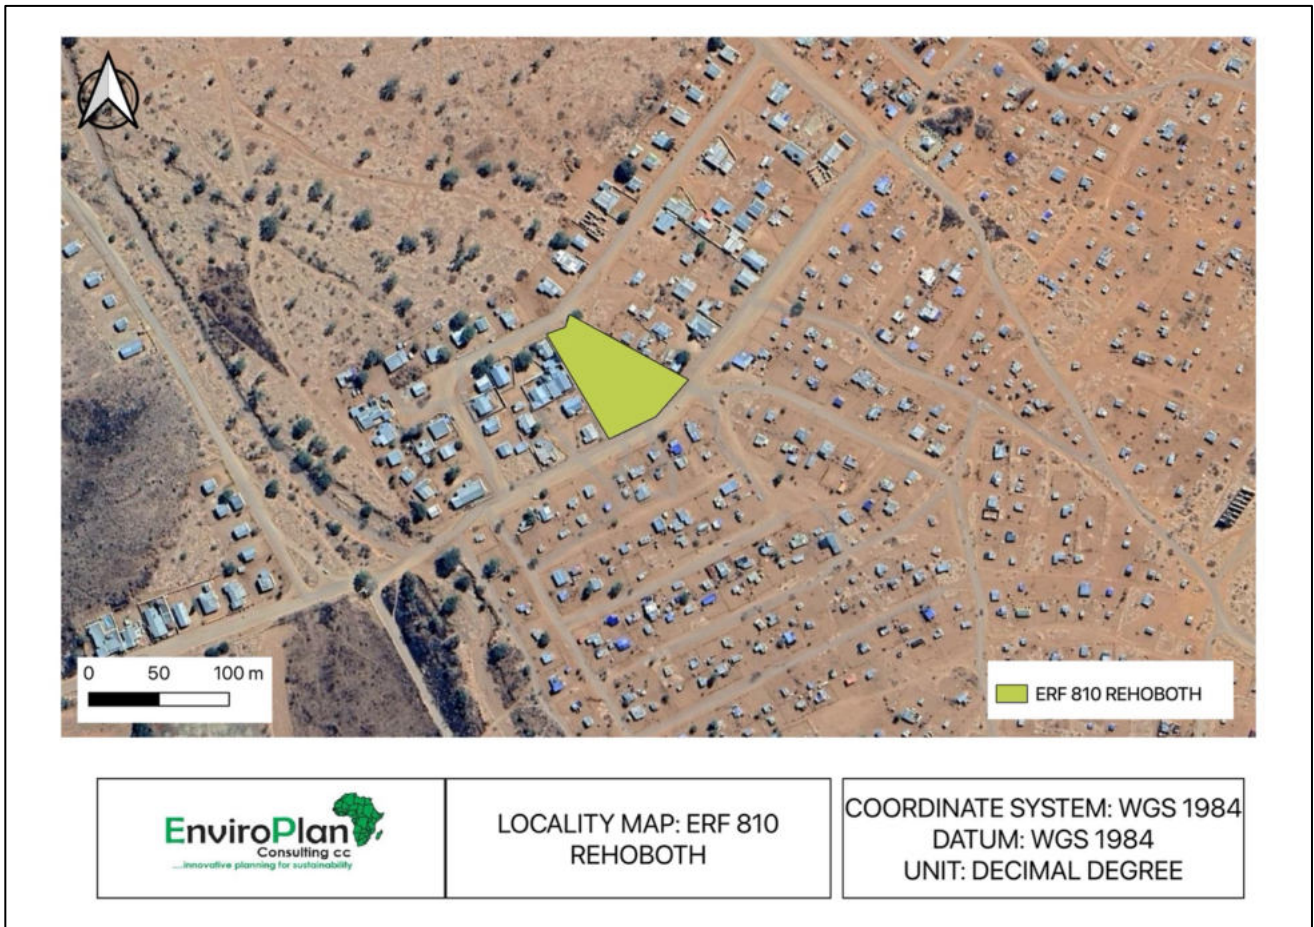 0 50 100 m
ERF 810 REHOBOTH
EnviroPlan
Consulting cc
....innovative planning for sustainability
LOCALITY MAP: ERF 810
REHOBOTH
COORDINATE SYSTEM: WGS 1984
DATUM: WGS 1984
UNIT: DECIMAL DEGREE